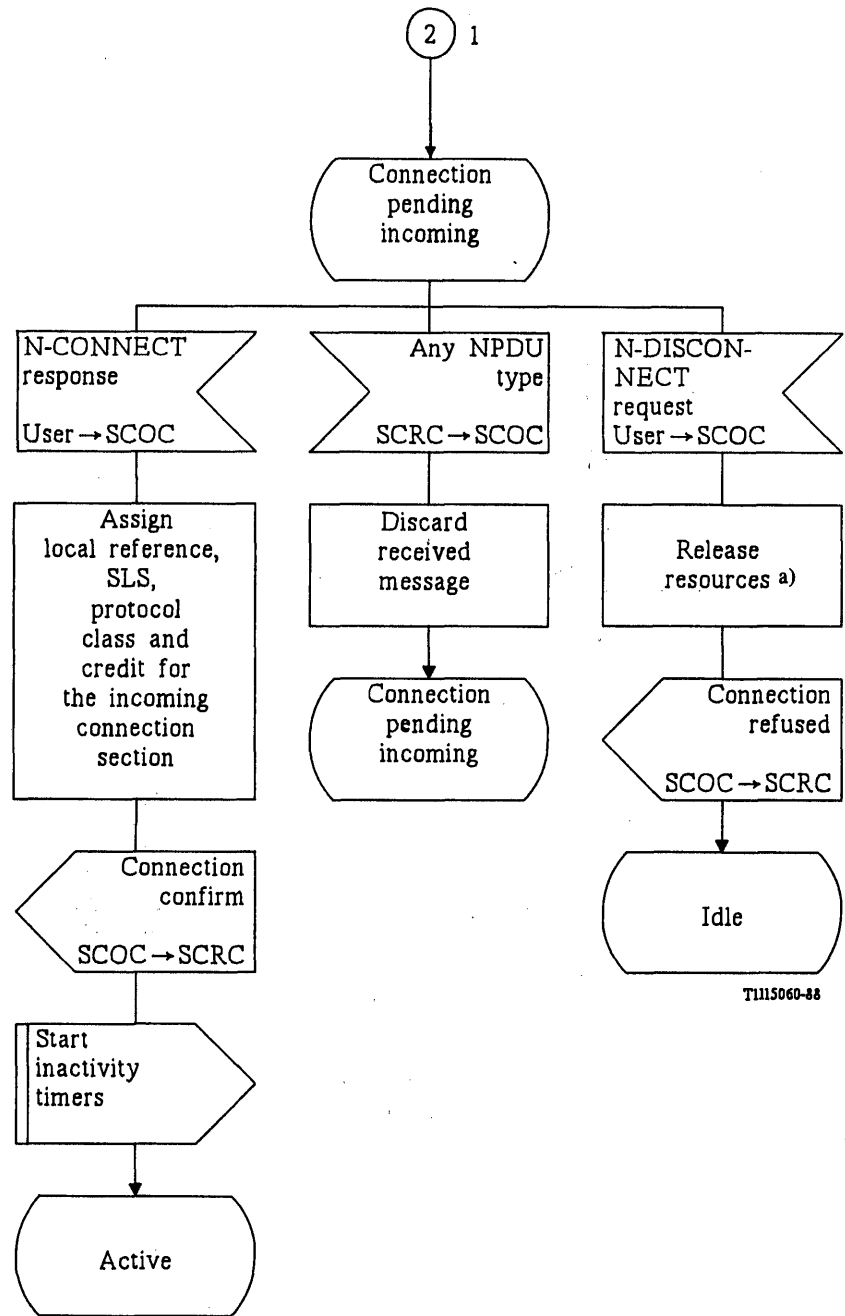 2 1
Connection
pending
incoming
N-CONNECT
response
User → SCOC
Any NPDU
type
SCRC → SCOC
N-DISCON-
NECT
request
User → SCOC
Assign
local reference,
SLS,
protocol
class and
credit for
the incoming
connection
section
Discard
received
message
Release
resources a)
Connection
pending
incoming
Connection
refused
SCOC → SCRC
Connection
confirm
SCOC → SCRC
Idle
T1115060-88
Start
inactivity
timers
Active